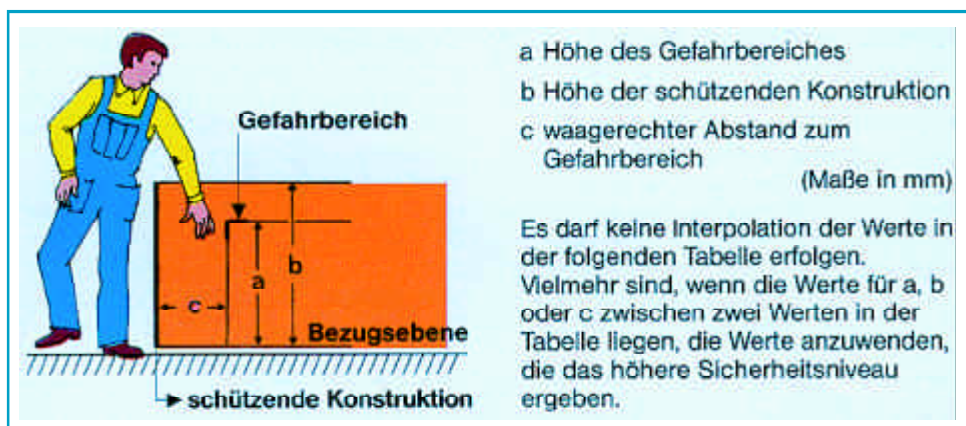 Gefahrbereich
a
b
c
Bezugsebene
schützende Konstruktion
a Höhe des Gefahrbereiches
b Höhe der schützenden Konstruktion
c waagerechter Abstand zum
Gefahrbereich
(Maße in mm)
Es darf keine Interpolation der Werte in
der folgenden Tabelle erfolgen.
Vielmehr sind, wenn die Werte für a, b
oder c zwischen zwei Werten in der
Tabelle liegen, die Werte anzuwenden,
die das höhere Sicherheitsniveau
ergeben.